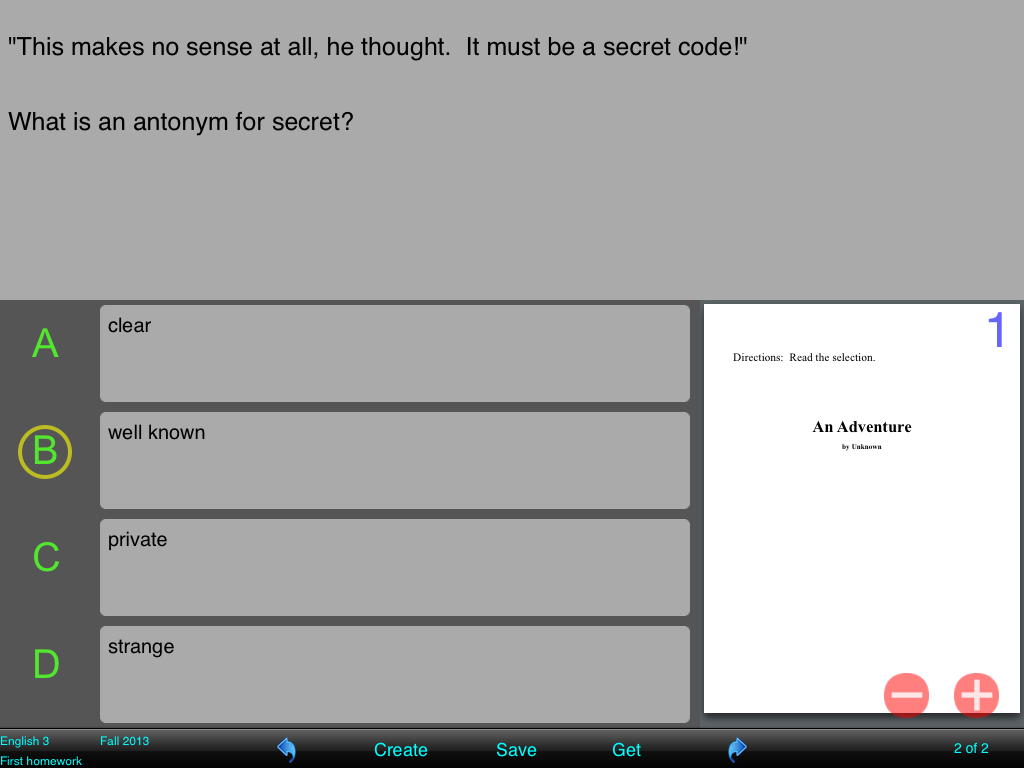 "This makes no sense at all, he thought.  It must be a secret code!"
What is an antonym for secret?
A clear
B well known
C private
D strange
1
Directions:  Read the selection.
An Adventure
by Unknown
English 3 Fall 2013
First homework
Create Save Get 2 of 2